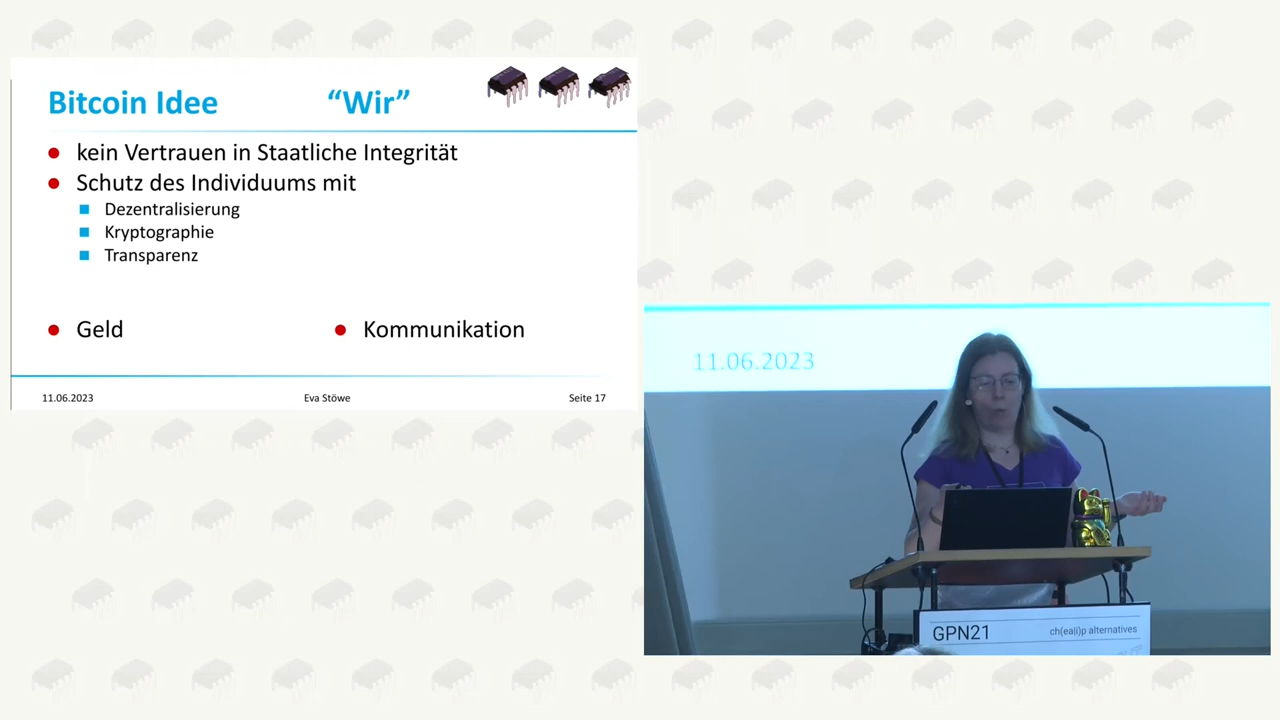 Bitcoin Idee “Wir”
kein Vertrauen in Staatliche Integrität
Schutz des Individuums mit
Dezentralisierung
Kryptographie
Transparenz
Geld Kommunikation
11.06.2023 Eva Stöwe Seite 17
11.06.2023
GPN21 ch(ea|i)p alternatives